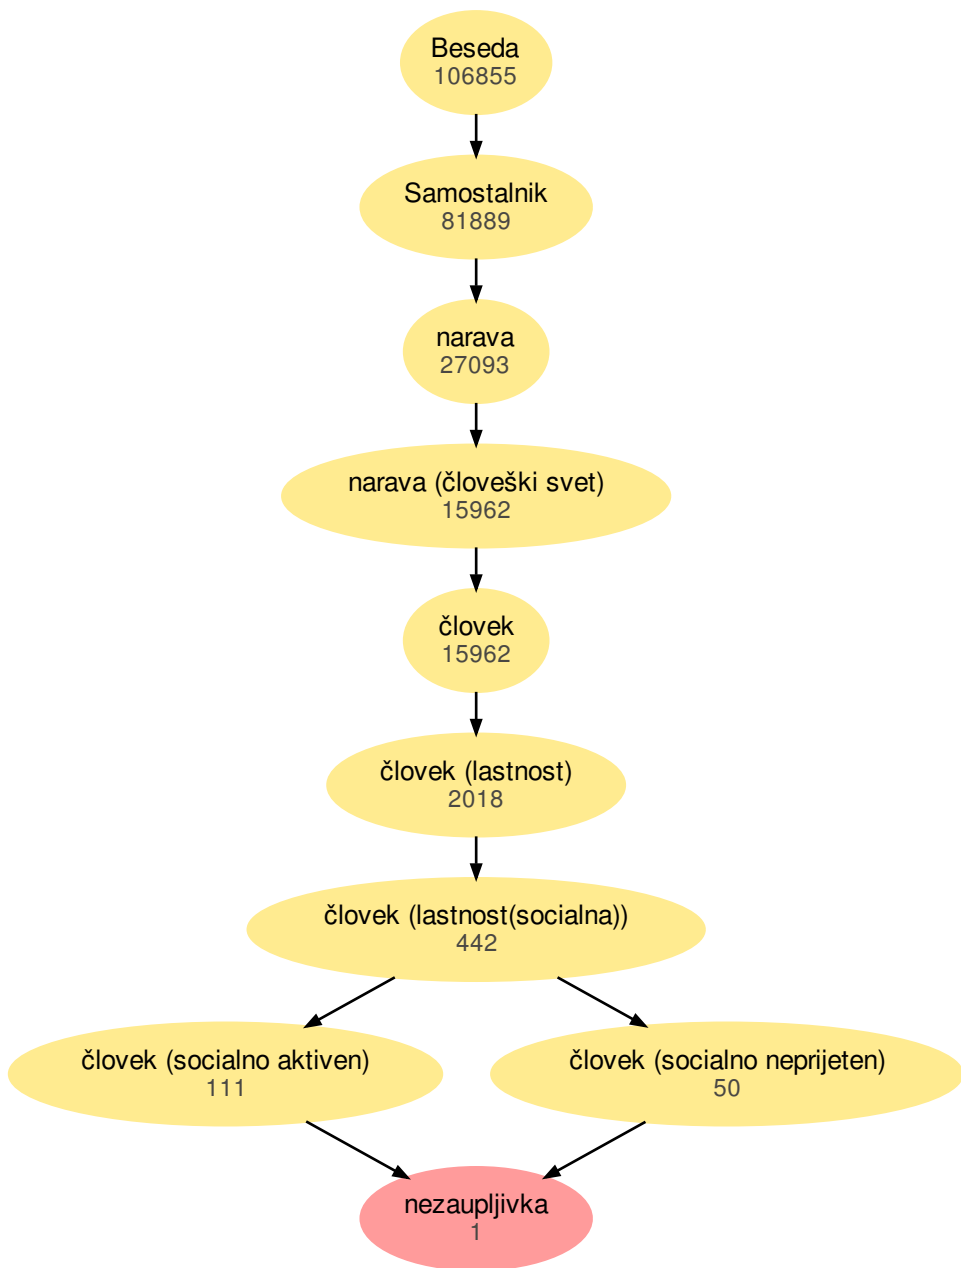 Beseda
106855
Samostalnik
81889
narava
27093
narava (človeški svet)
15962
človek
15962
človek (lastnost)
2018
človek (lastnost(socialna))
442
človek (socialno aktiven)
111
človek (socialno neprijeten)
50
nezaupljivka
1